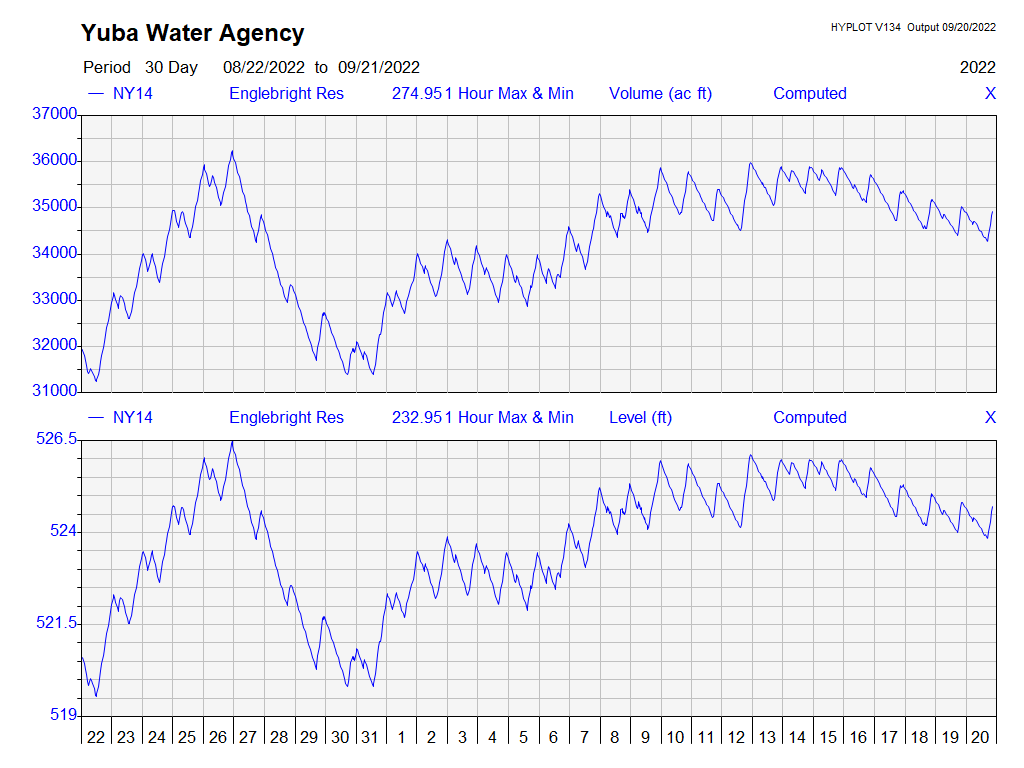 Yuba Water Agency
HYPLOT V134 Output 09/20/2022
Period 30 Day 08/22/2022 to 09/21/2022
2022
NY14 Englebright Res 274.951 Hour Max & Min Volume (ac ft) Computed X
37000
36000
35000
34000
33000
32000
31000
NY14 Englebright Res 232.951 Hour Max & Min Level (ft) Computed X
526.5
524
521.5
519
22 23 24 25 26 27 28 29 30 31 1 2 3 4 5 6 7 8 9 10 11 12 13 14 15 16 17 18 19 20